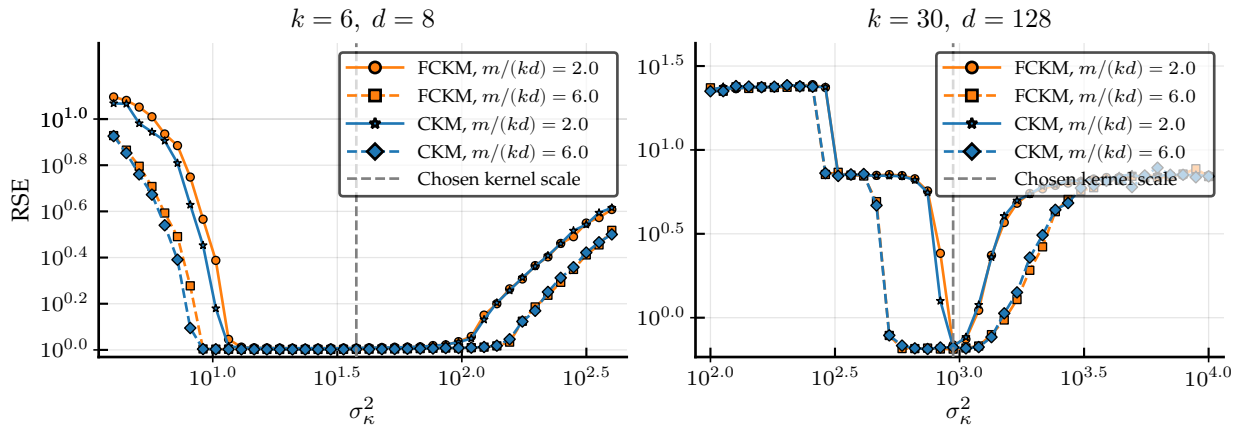 k = 6, d = 8
RSE
10^1.0
10^0.8
10^0.6
10^0.4
10^0.2
10^0.0
FCKM, m/(kd) = 2.0
FCKM, m/(kd) = 6.0
CKM, m/(kd) = 2.0
CKM, m/(kd) = 6.0
Chosen kernel scale
10^1.0 10^1.5 10^2.0 10^2.5
σ_κ^2
k = 30, d = 128
10^1.5
10^1.0
10^0.5
10^0.0
FCKM, m/(kd) = 2.0
FCKM, m/(kd) = 6.0
CKM, m/(kd) = 2.0
CKM, m/(kd) = 6.0
Chosen kernel scale
10^2.0 10^2.5 10^3.0 10^3.5 10^4.0
σ_κ^2